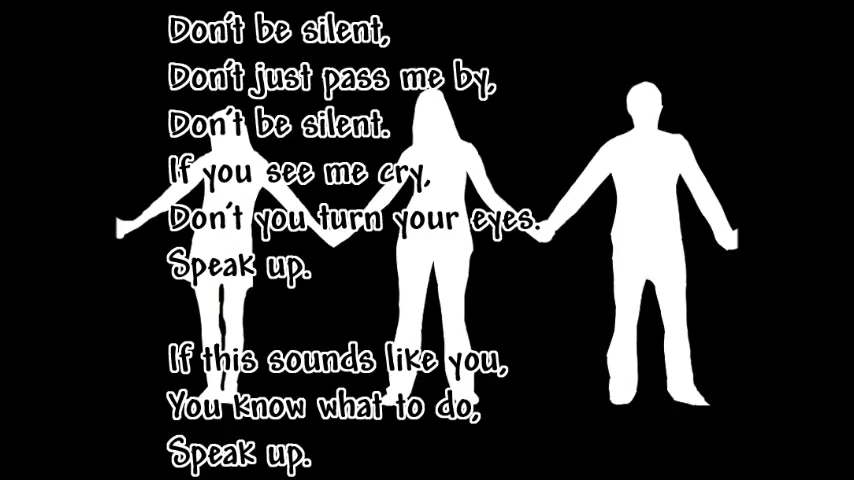 Don't be silent,
Don't just pass me by,
Don't be silent.
If you see me cry,
Don't you turn your eyes.
Speak up.
If this sounds like you,
You know what to do,
Speak up.